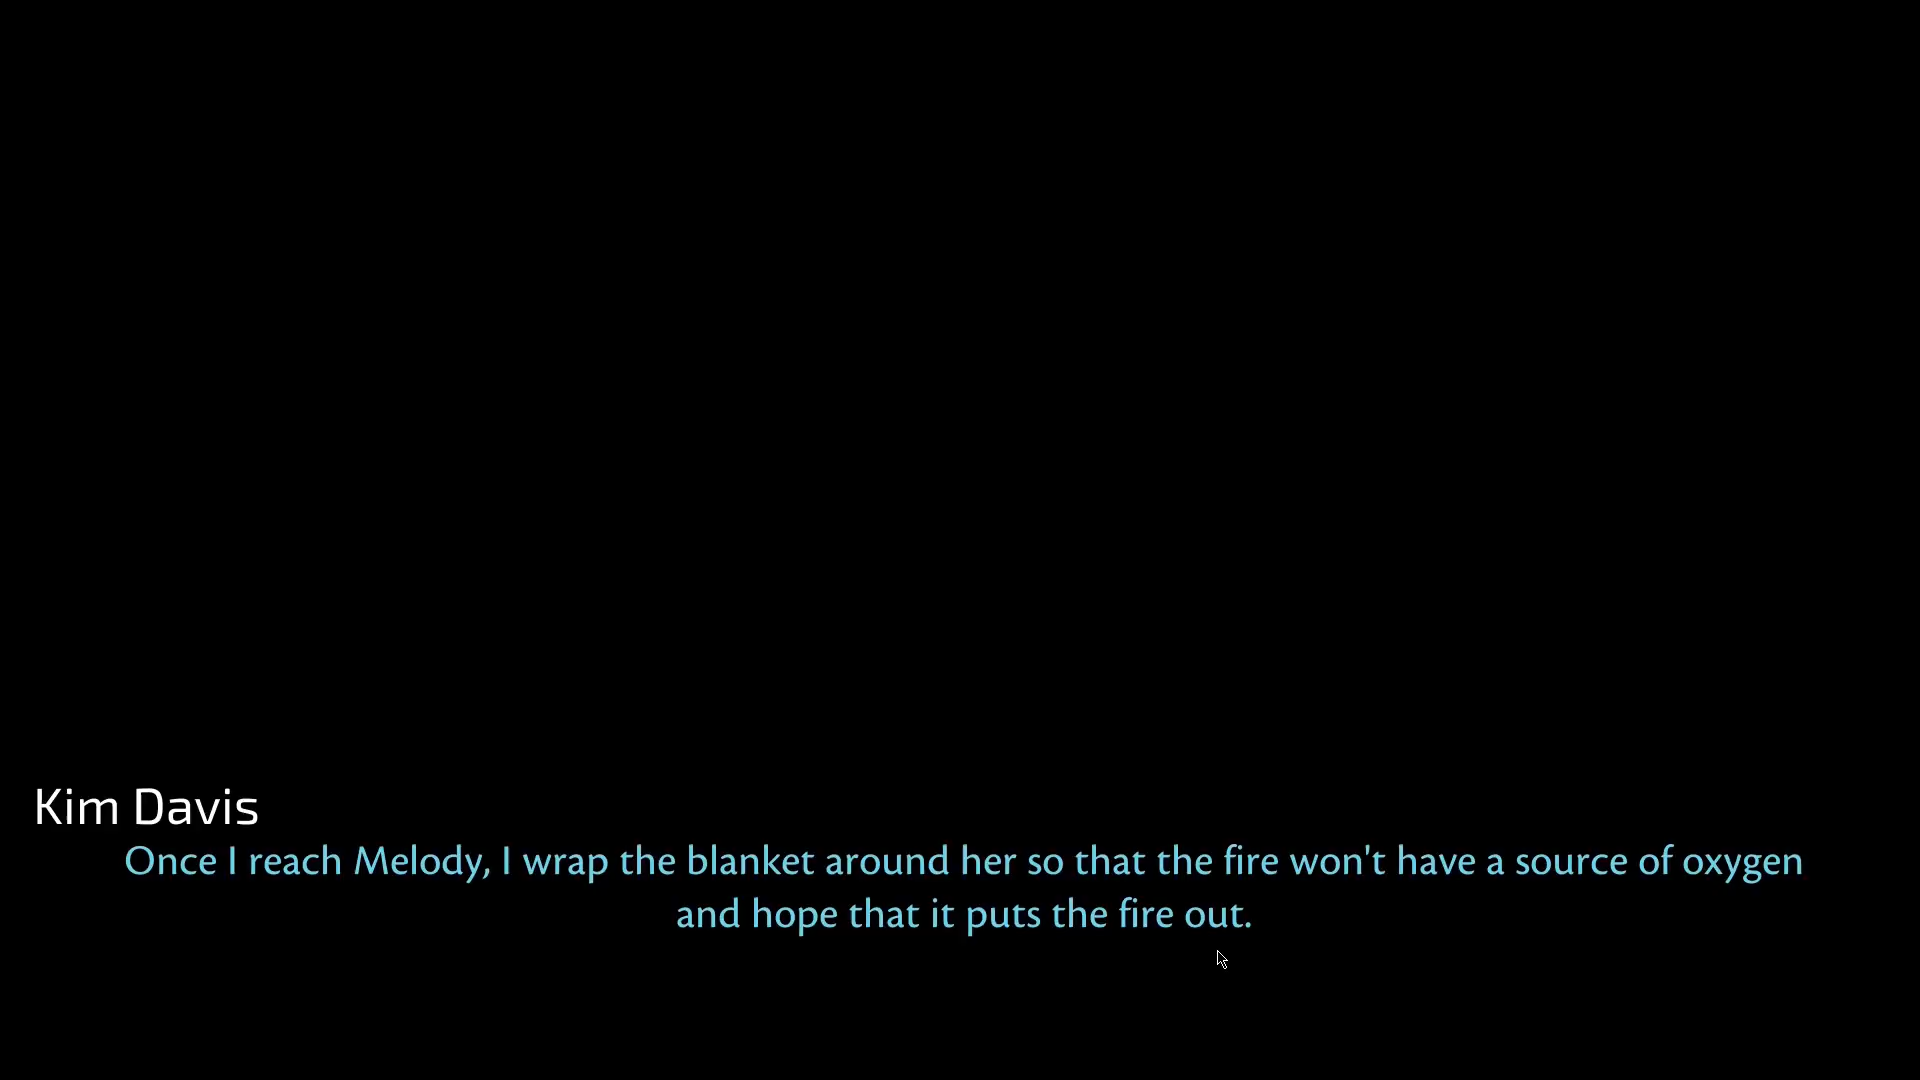 Kim Davis
Once I reach Melody, I wrap the blanket around her so that the fire won't have a source of oxygen
and hope that it puts the fire out.